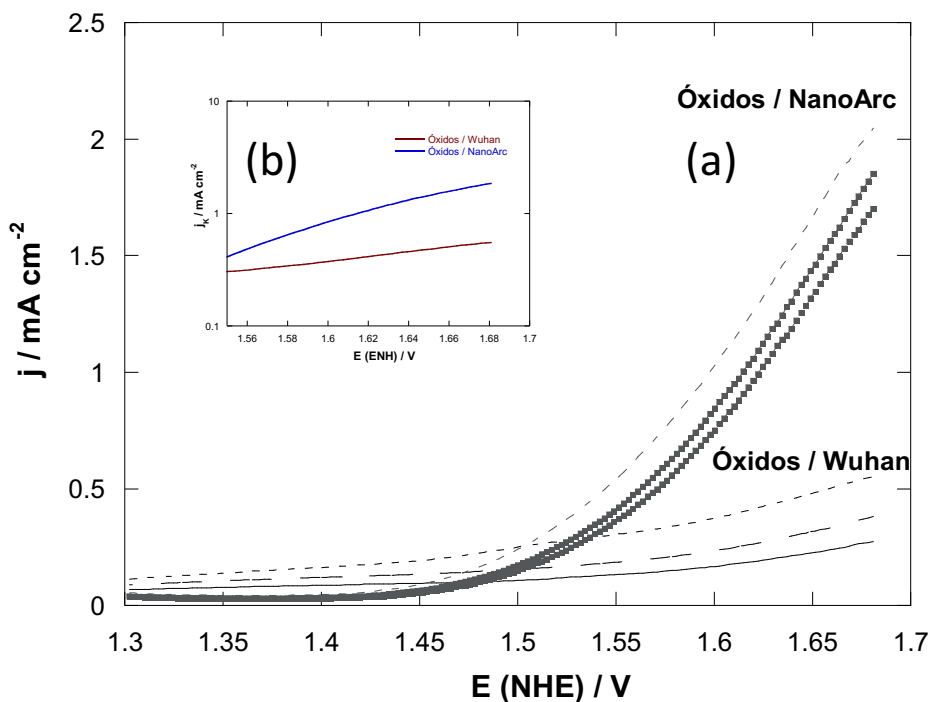 2.5
2
1.5
1
0.5
0
j / mA cm-2
1.3
1.35
1.4
1.45
1.5
1.55
1.6
1.65
1.7
E (NHE) / V
Óxidos / NanoArc
(a)
Óxidos / Wuhan
(b)
10
1
0.1
jK / mA cm-2
Óxidos / Wuhan
Óxidos / NanoArc
1.56
1.58
1.6
1.62
1.64
1.66
1.68
1.7
E (ENH) / V